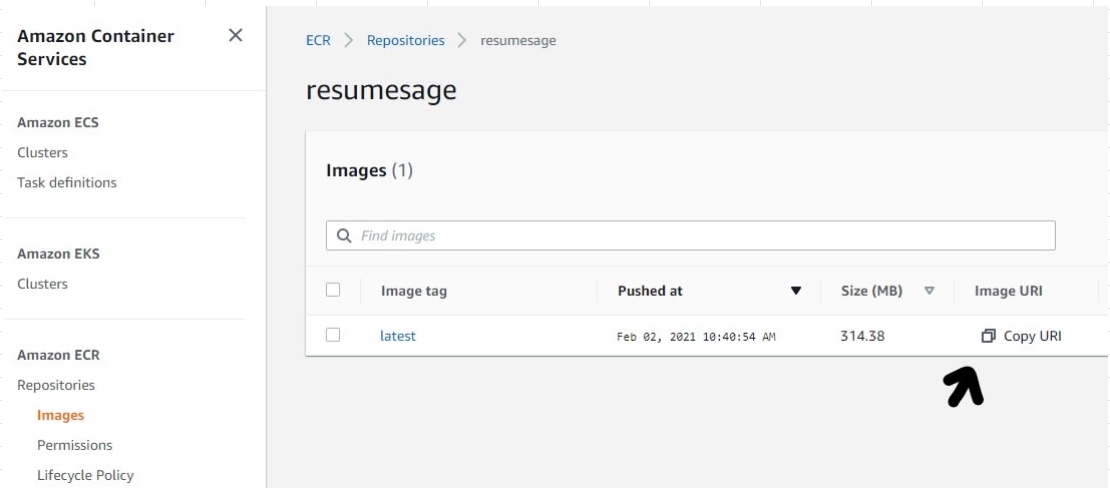 Amazon Container
Services
Amazon ECS
Clusters
Task definitions
Amazon EKS
Clusters
Amazon ECR
Repositories
Images
Permissions
Lifecycle Policy
ECR > Repositories > resumesage
resumesage
Images (1)
Find images
Image tag Pushed at Size (MB) Image URI
latest Feb 02, 2021 10:40:54 AM 314.38 Copy URI